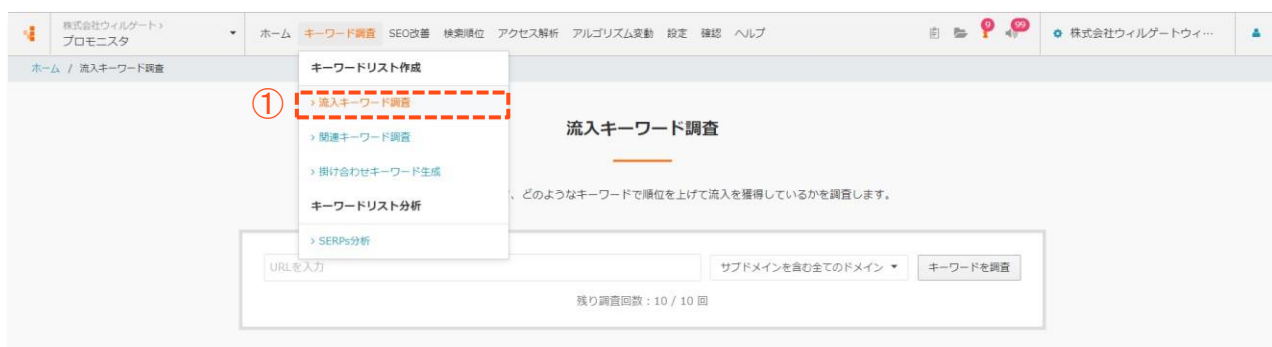 株式会社ウィルゲート ›
プロモニスタ
ホーム キーワード調査 SEO改善 検索順位 アクセス解析 アルゴリズム変動 設定 確認 ヘルプ
9 99 株式会社ウィルゲートウィ…
ホーム / 流入キーワード調査
キーワードリスト作成
① › 流入キーワード調査
› 関連キーワード調査
› 掛け合わせキーワード生成
キーワードリスト分析
› SERPs分析
流入キーワード調査
、どのようなキーワードで順位を上げて流入を獲得しているかを調査します。
URLを入力 サブドメインを含む全てのドメイン キーワードを調査
残り調査回数：10 / 10 回